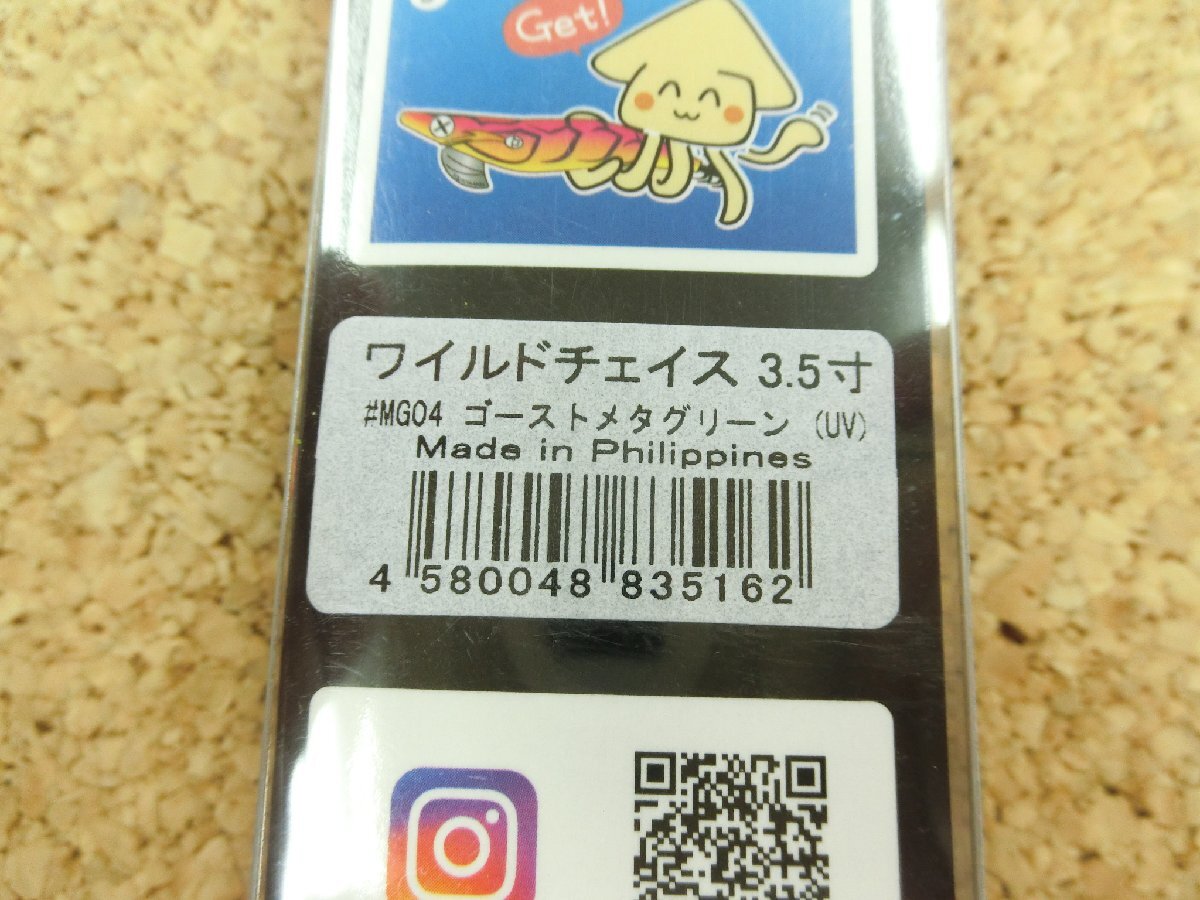 Get!
ワイルドチェイス 3.5寸
#MG04 ゴーストメタグリーン (UV)
Made in Philippines
4 580048 835162